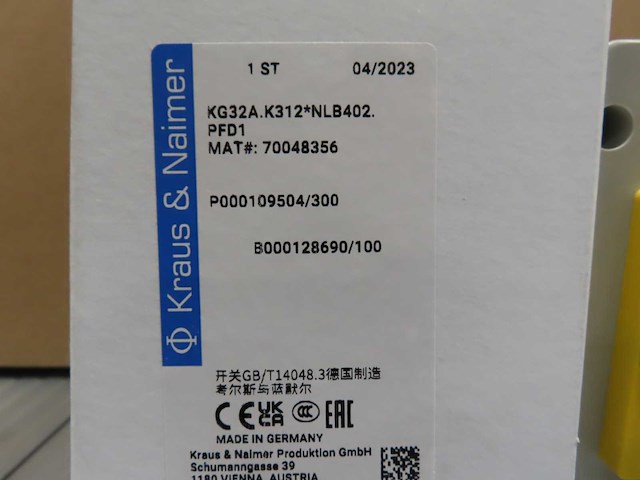 Kraus & Naimer
1 ST 04/2023
KG32A.K312*NLB402.
PFD1
MAT#: 70048356
P000109504/300
B000128690/100
开关GB/T14048.3德国制造
考尔斯与蓝默尔
CE UK CA CCC EAC
MADE IN GERMANY
Kraus & Naimer Produktion GmbH
Schumanngasse 39
1180 VIENNA, AUSTRIA